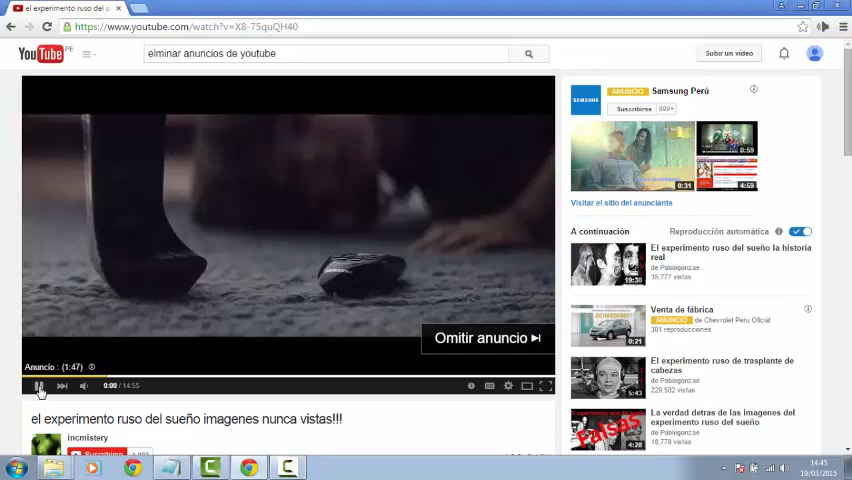 el experimento ruso del s
https://www.youtube.com/watch?v=X8-75quQH40
YouTube PE
elminar anuncios de youtube
Subir un vídeo
SAMSUNG
ANUNCIO Samsung Perú
Suscribirse 999+
0:31
0:59
4:59
Visitar el sitio del anunciante
A continuación
Reproducción automática
El experimento ruso del sueño la historia
real
de Pablogonzae
35,777 vistas
19:30
Venta de fábrica
ANUNCIO de Chevrolet Peru Oficial
301 reproducciones
0:21
El experimento ruso de trasplante de
cabezas
de Pablogonzae
229,502 vistas
5:43
La verdad detras de las imagenes del
experimento ruso del sueño
de Pablogonzae
18,778 vistas
Falsas
4:28
Omitir anuncio
Anuncio : (1:47)
0:00 / 14:55
el experimento ruso del sueño imagenes nunca vistas!!!
incmistery
Suscribirse
14:45
19/03/2015